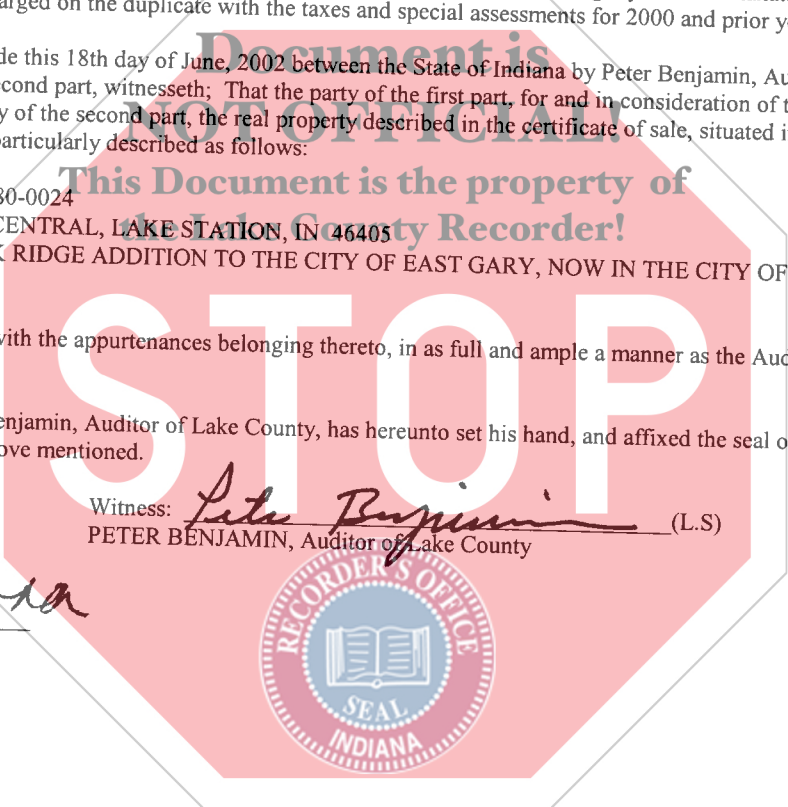 arged on the duplicate with the taxes and special assessments for 2000 and prior y
Document is
de this 18th day of June, 2002 between the State of Indiana by Peter Benjamin, Au
cond part, witnesseth; That the party of the first part, for and in consideration of t
NOT OFFICIAL!
y of the second part, the real property described in the certificate of sale, situated i
particularly described as follows:
This Document is the property of
80-0024
the Lake County Recorder!
CENTRAL, LAKE STATION, IN 46405
K RIDGE ADDITION TO THE CITY OF EAST GARY, NOW IN THE CITY OF
STOP
with the appurtenances belonging thereto, in as full and ample a manner as the Aud
enjamin, Auditor of Lake County, has hereunto set his hand, and affixed the seal o
ove mentioned.
Witness: Peter Benjamin (L.S)
PETER BENJAMIN, Auditor of Lake County
RECORDER'S OFFICE
SEAL
INDIANA